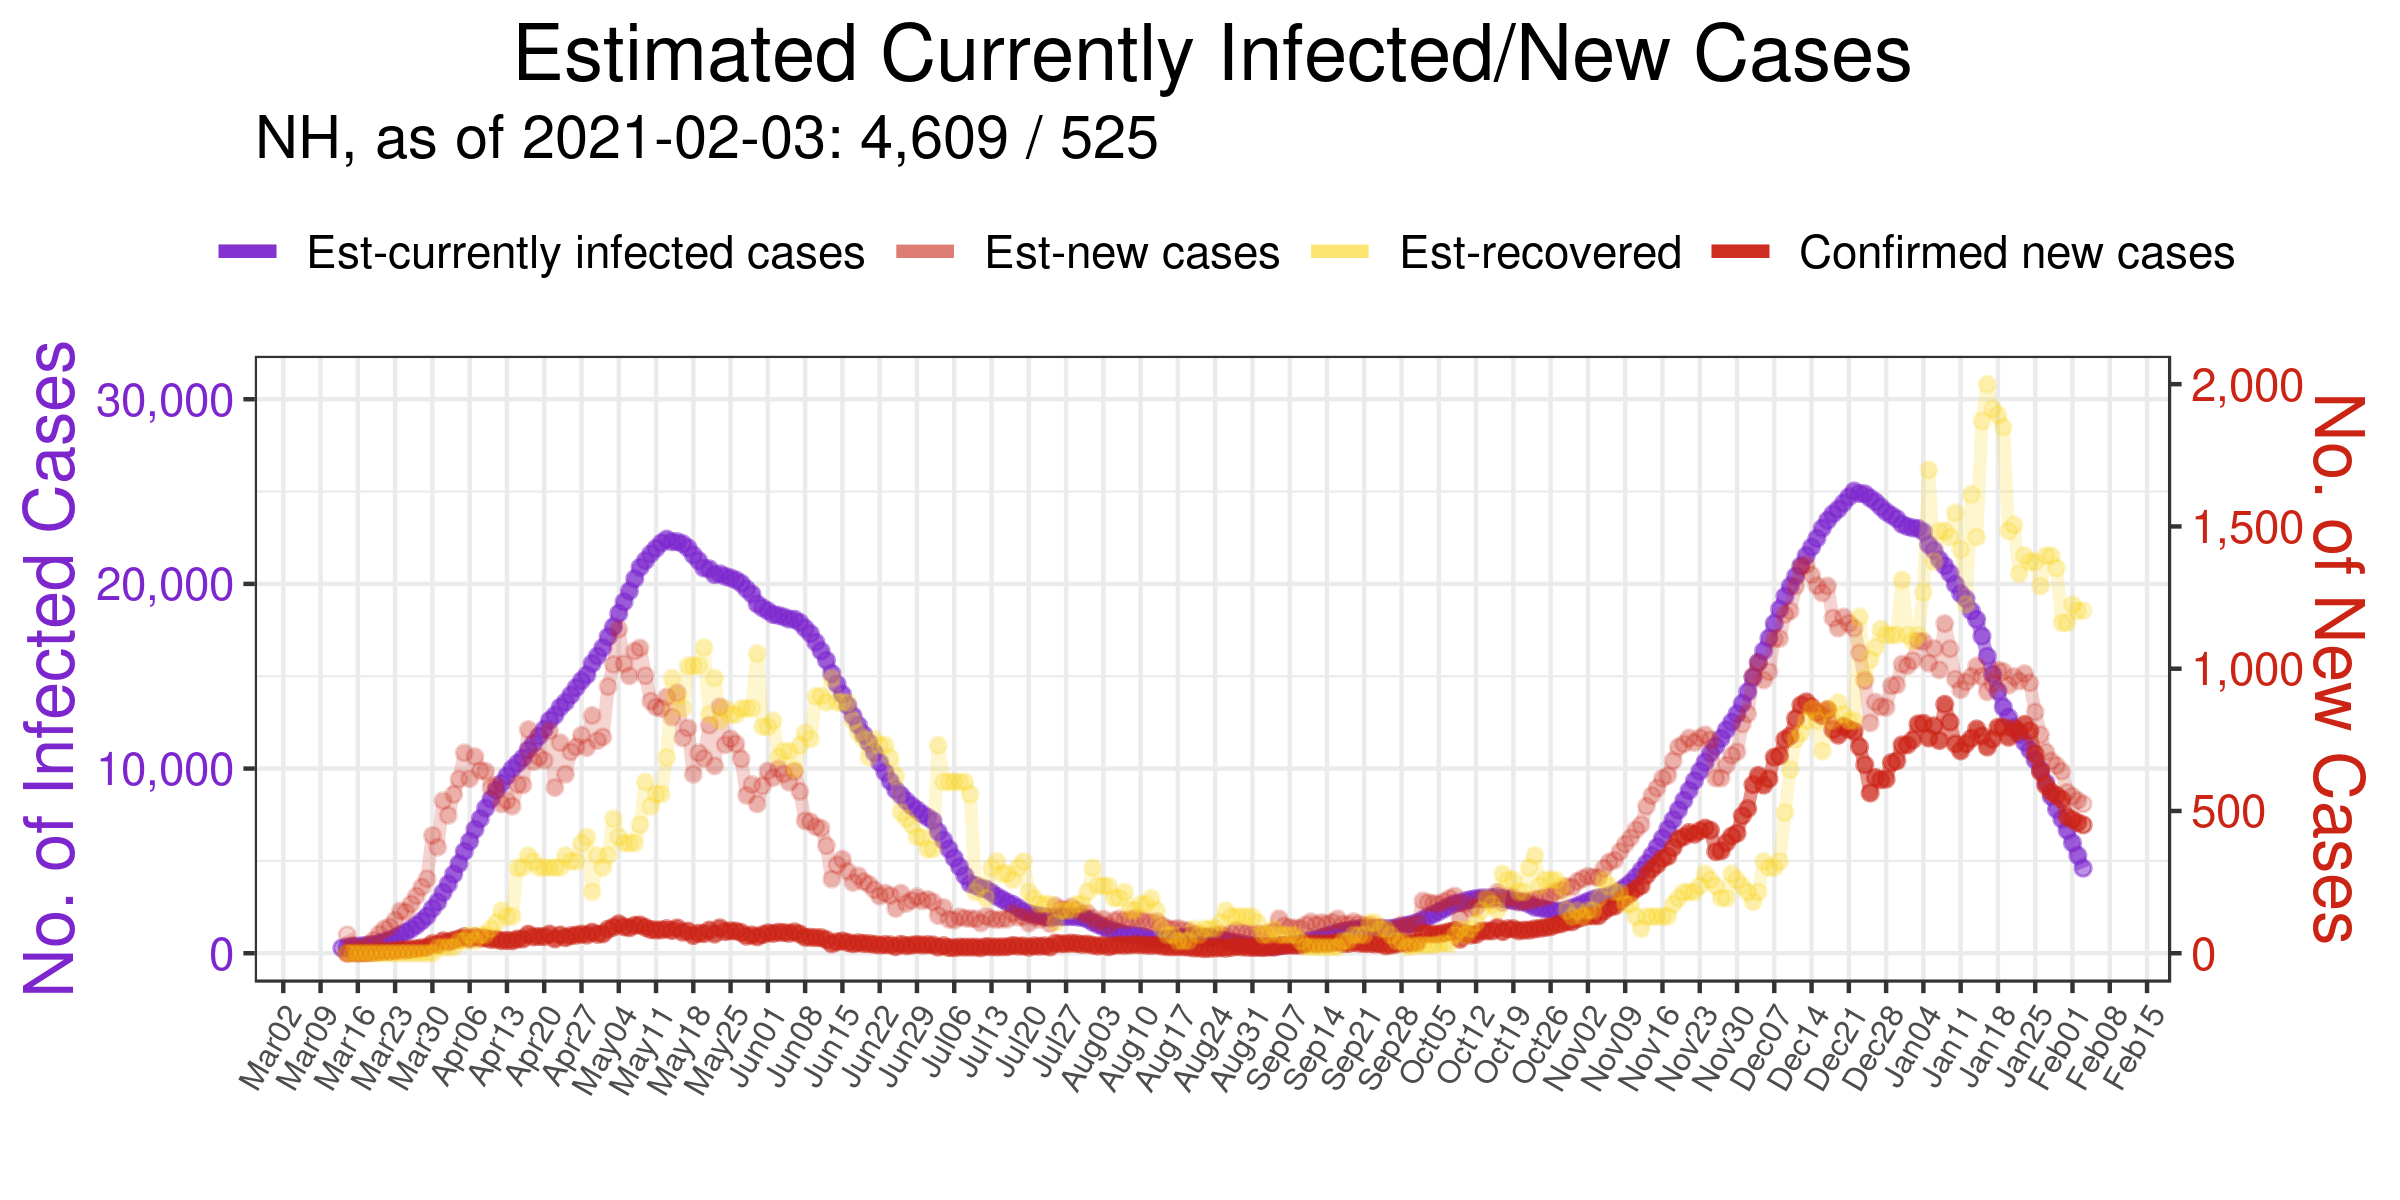 Estimated Currently Infected/New Cases
NH, as of 2021-02-03: 4,609 / 525
Est-currently infected cases Est-new cases Est-recovered Confirmed new cases
No. of Infected Cases
30,000
20,000
10,000
0
2,000
1,500
1,000
500
0
No. of New Cases
Mar02 Mar09 Mar16 Mar23 Mar30 Apr06 Apr13 Apr20 Apr27 May04 May11 May18 May25 Jun01 Jun08 Jun15 Jun22 Jun29 Jul06 Jul13 Jul20 Jul27 Aug03 Aug10 Aug17 Aug24 Aug31 Sep07 Sep14 Sep21 Sep28 Oct05 Oct12 Oct19 Oct26 Nov02 Nov09 Nov16 Nov23 Nov30 Dec07 Dec14 Dec21 Dec28 Dec04 Jan11 Jan18 Jan25 Feb01 Feb08 Feb15